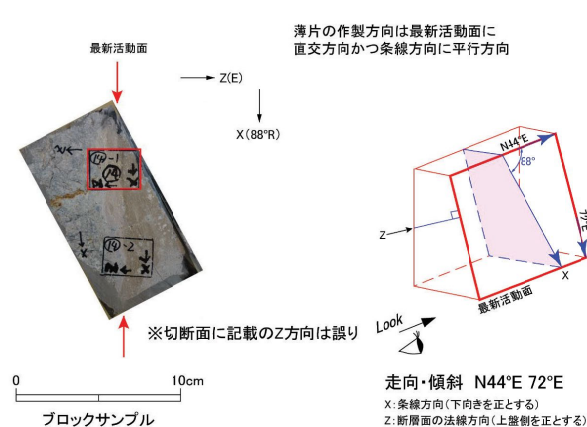 薄片の作製方向は最新活動面に
直交方向かつ条線方向に平行方向
最新活動面
Z(E)
X(88°R)
14-1
X
Z
14-2
X
Z
X
N44°E
88°
Z
X
最新活動面
※切断面に記載のZ方向は誤り
Look
0
10cm
ブロックサンプル
走向・傾斜 N44°E 72°E
X:条線方向(下向きを正とする)
Z:断層面の法線方向(上盤側を正とする)